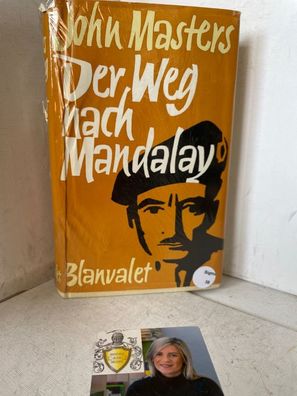 John Masters
Der Weg
nach
Mandalay
Blanvalet